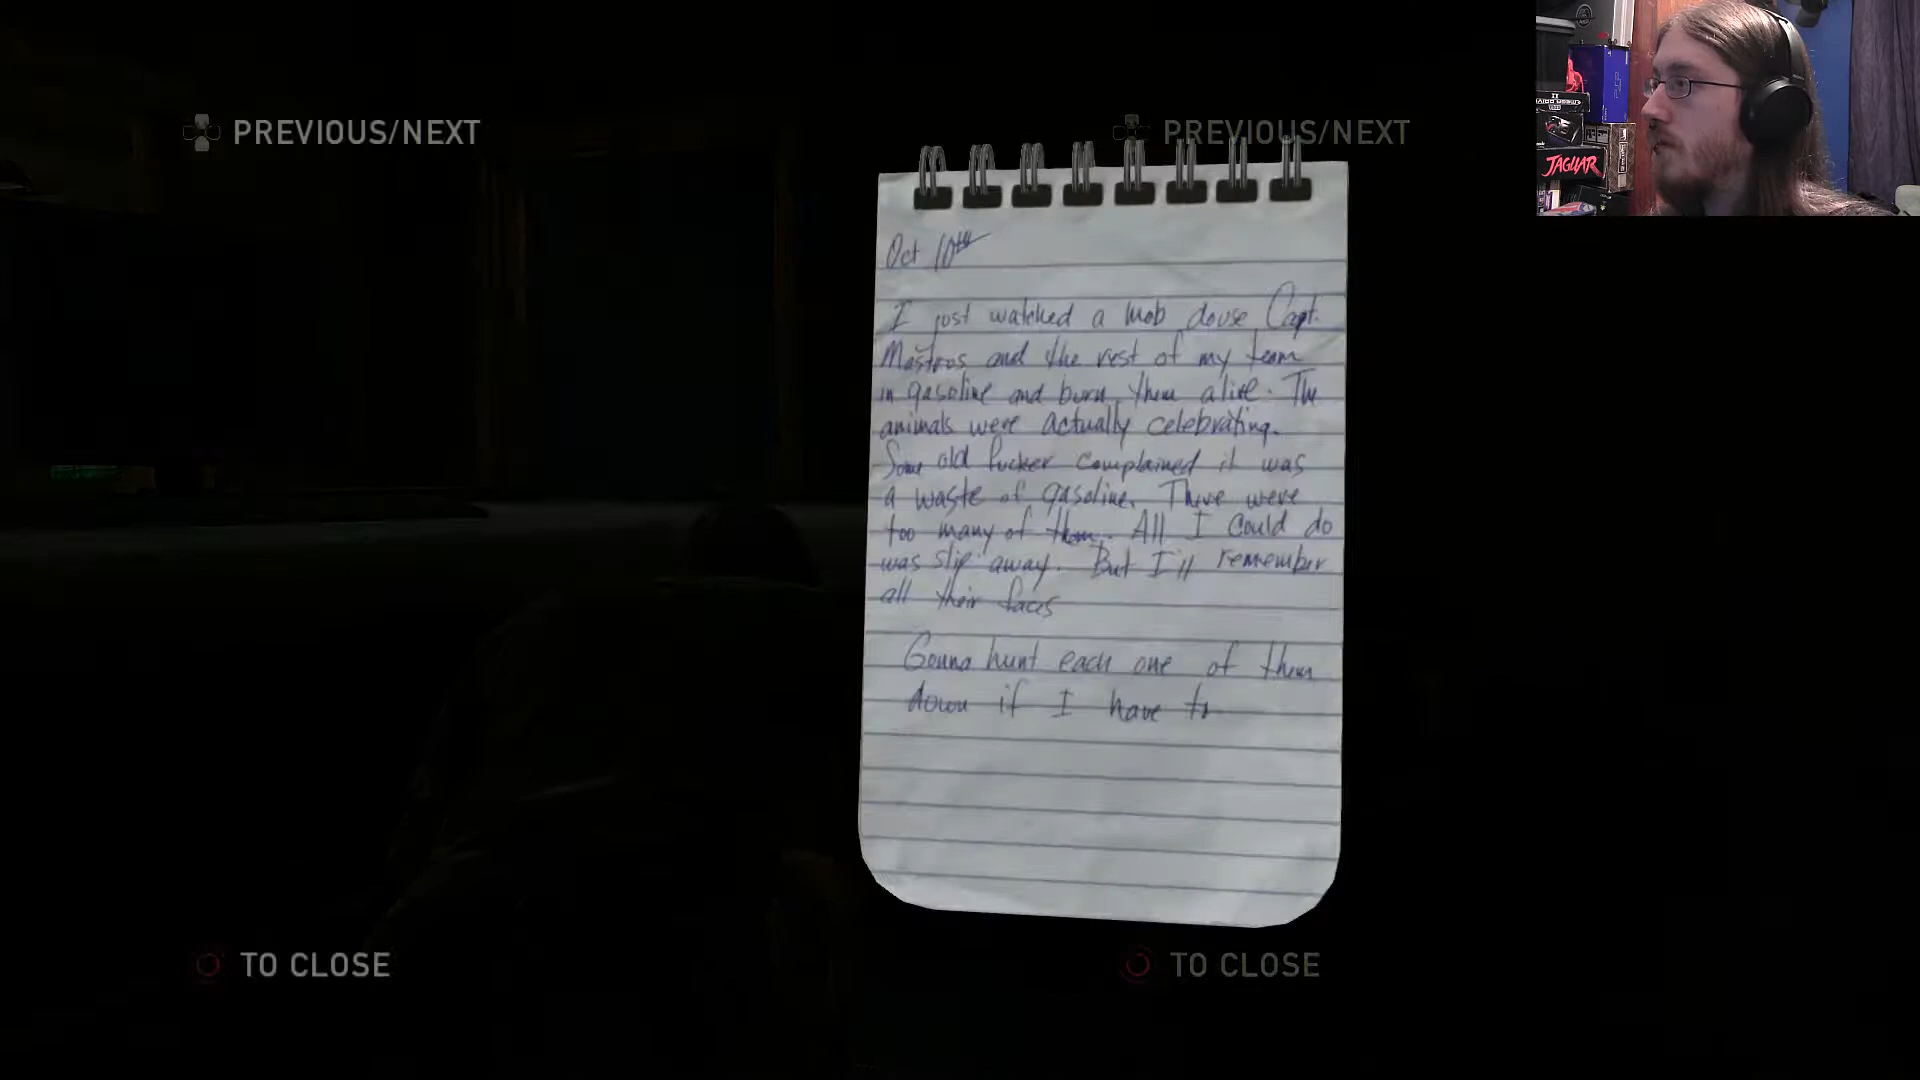 PREVIOUS/NEXT
PREVIOUS/NEXT
JAGUAR
Oct 10th
I just watched a mob douse Capt.
Mastros and the rest of my team
in gasoline and burn them alive. The
animals were actually celebrating.
Some old fucker complained it was
a waste of gasoline. There were
too many of them. All I could do
was slip away. But I'll remember
all their faces
Gonna hunt each one of them
down if I have to
TO CLOSE
TO CLOSE